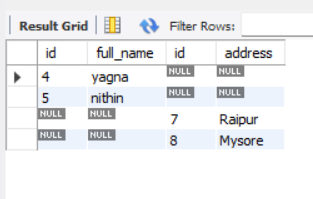 Result Grid Filter Rows:
id full_name id address
4 yagna NULL NULL
5 nithin NULL NULL
NULL NULL 7 Raipur
NULL NULL 8 Mysore